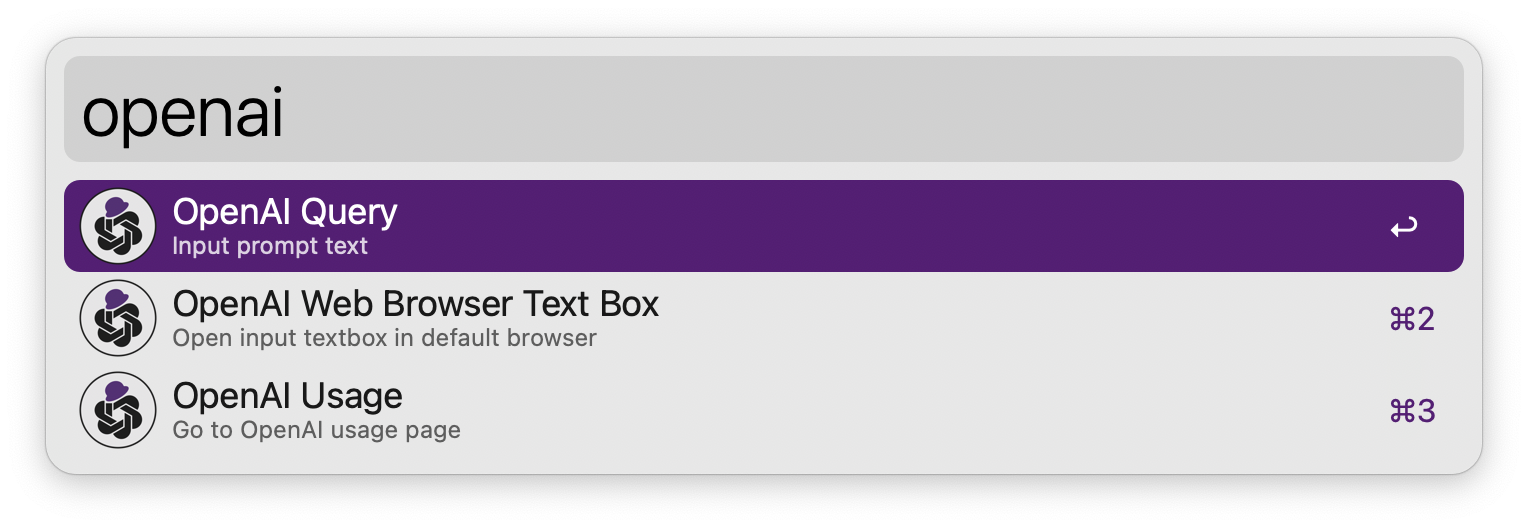 openai
OpenAI Query
Input prompt text
↩
OpenAI Web Browser Text Box
Open input textbox in default browser
⌘2
OpenAI Usage
Go to OpenAI usage page
⌘3